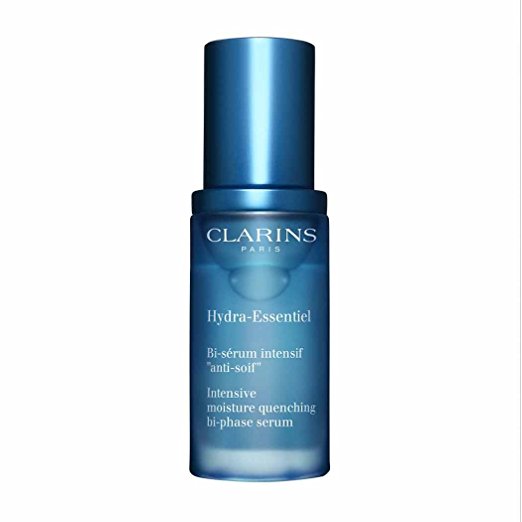 CLARINS
PARIS
Hydra-Essentiel
Bi-sérum intensif
"anti-soif"
Intensive
moisture quenching
bi-phase serum